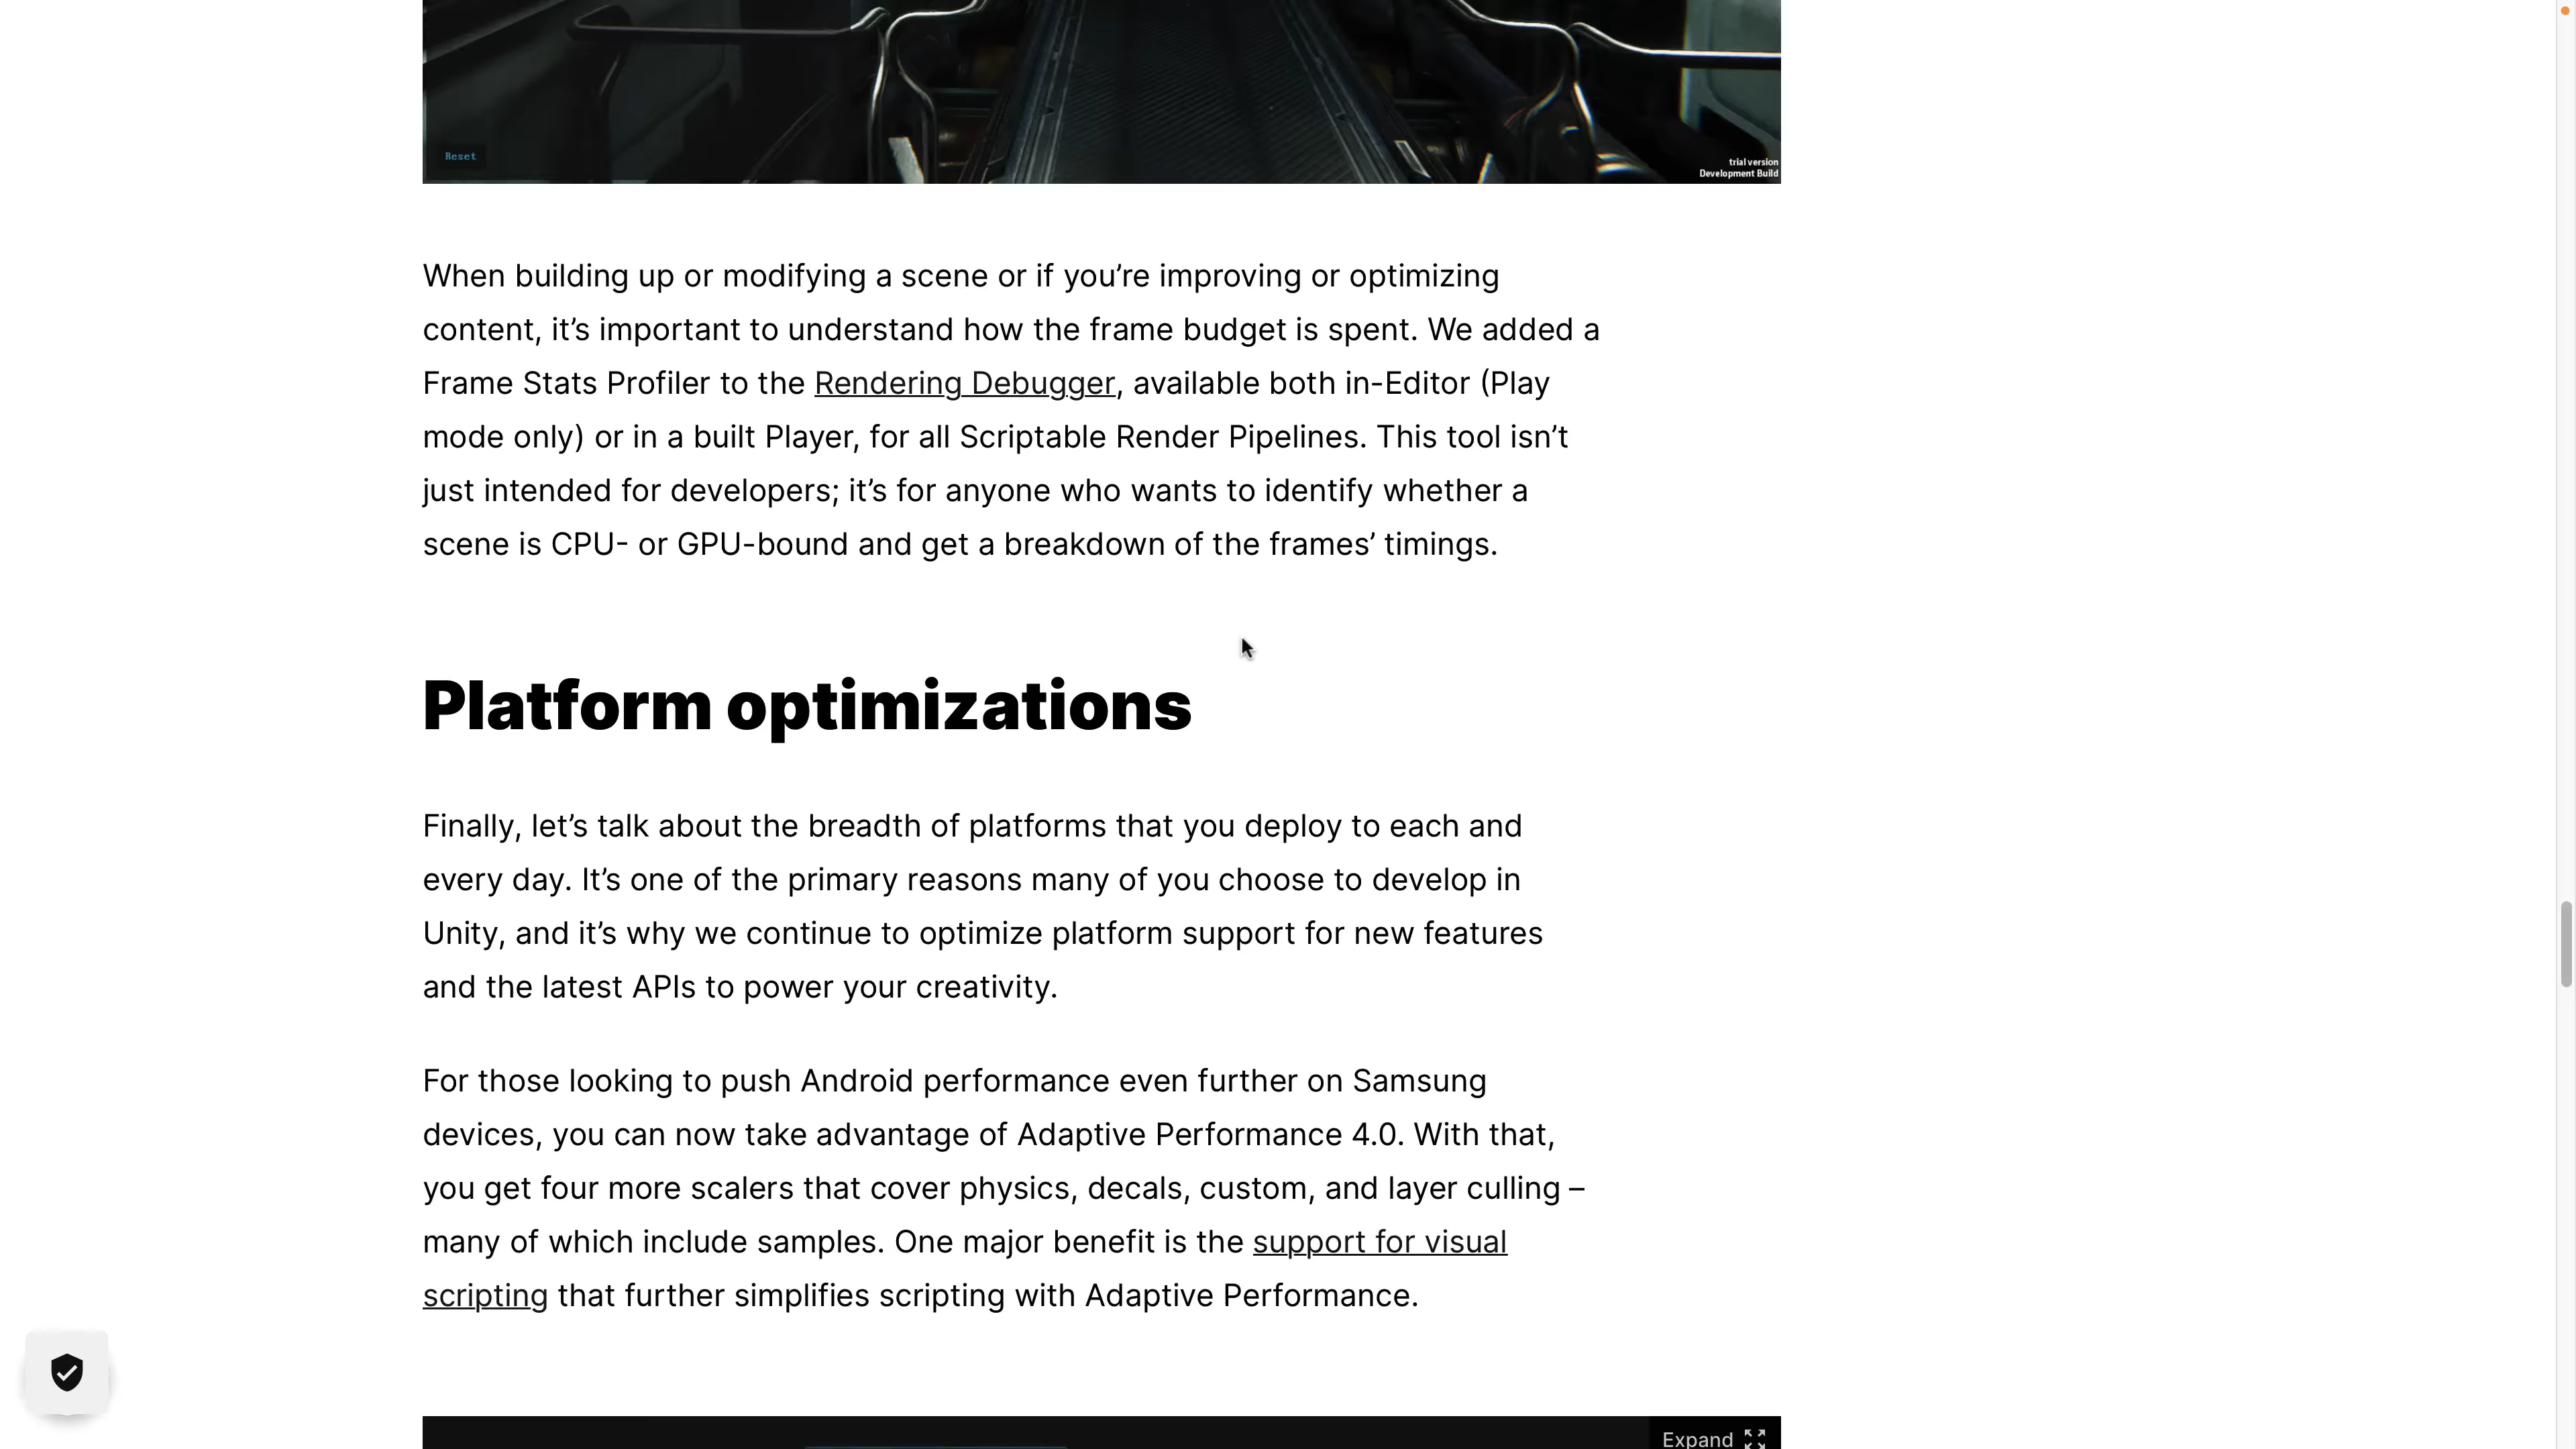 Reset
trial version
Development Build
When building up or modifying a scene or if you’re improving or optimizing
content, it’s important to understand how the frame budget is spent. We added a
Frame Stats Profiler to the Rendering Debugger, available both in-Editor (Play
mode only) or in a built Player, for all Scriptable Render Pipelines. This tool isn’t
just intended for developers; it’s for anyone who wants to identify whether a
scene is CPU- or GPU-bound and get a breakdown of the frames’ timings.
Platform optimizations
Finally, let’s talk about the breadth of platforms that you deploy to each and
every day. It’s one of the primary reasons many of you choose to develop in
Unity, and it’s why we continue to optimize platform support for new features
and the latest APIs to power your creativity.
For those looking to push Android performance even further on Samsung
devices, you can now take advantage of Adaptive Performance 4.0. With that,
you get four more scalers that cover physics, decals, custom, and layer culling –
many of which include samples. One major benefit is the support for visual
scripting that further simplifies scripting with Adaptive Performance.
Expand